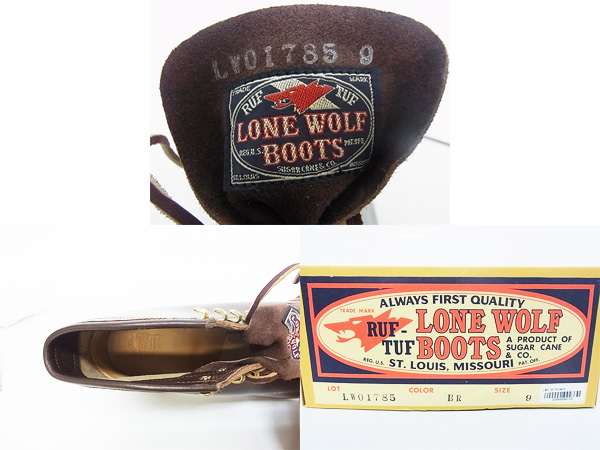 LW01785 9
TRADE MARK
RUF TUF
LONE WOLF
REG. U.S.
BOOTS
SUGAR CANE & CO.
ST. LOUIS
ALWAYS FIRST QUALITY
TRADE MARK
RUF-TUF
LONE WOLF
BOOTS
A PRODUCT OF
SUGAR CANE
& CO.
REG. U.S. PAT. OFF.
ST. LOUIS, MISSOURI
LOT COLOR SIZE
LW01785 BR 9